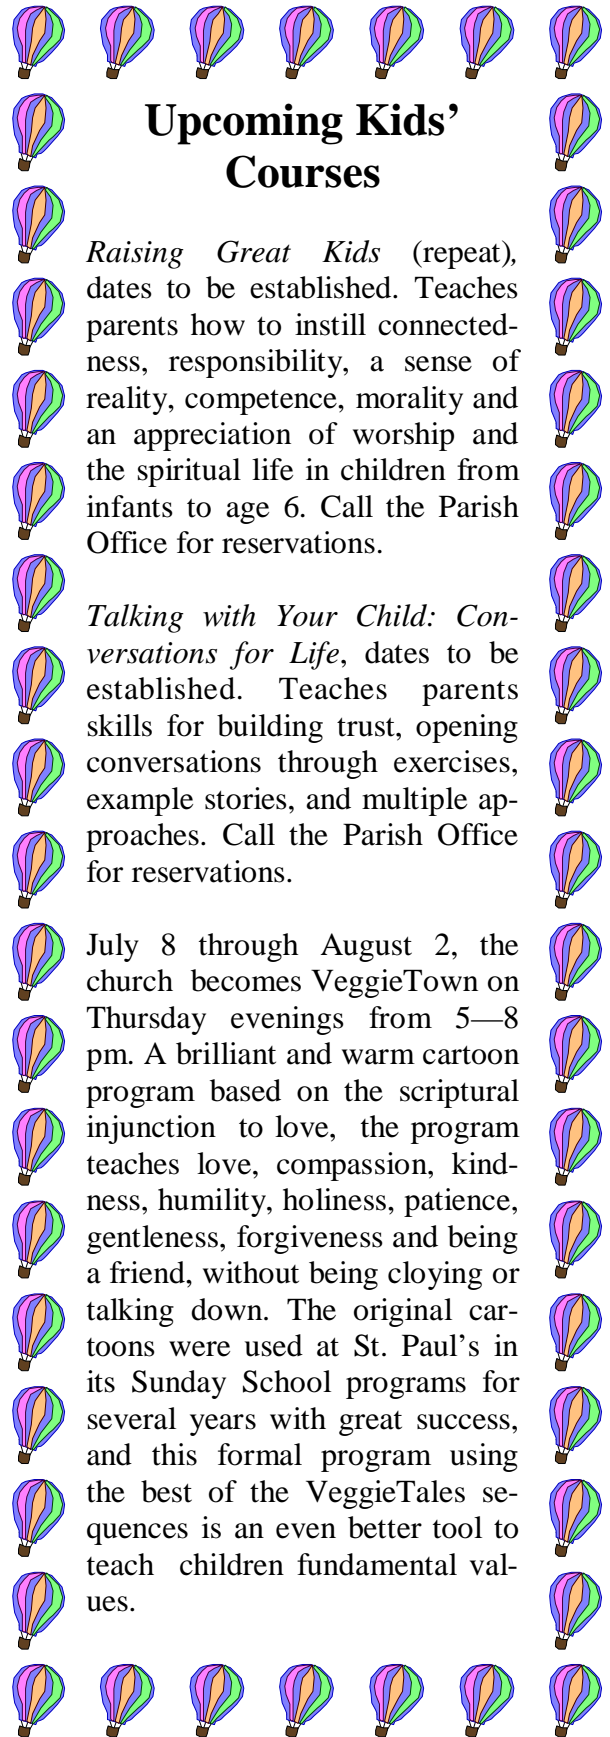 Upcoming Kids’
Courses
Raising Great Kids (repeat),
dates to be established. Teaches
parents how to instill connected-
ness, responsibility, a sense of
reality, competence, morality and
an appreciation of worship and
the spiritual life in children from
infants to age 6. Call the Parish
Office for reservations.
Talking with Your Child: Con-
versations for Life, dates to be
established. Teaches parents
skills for building trust, opening
conversations through exercises,
example stories, and multiple ap-
proaches. Call the Parish Office
for reservations.
July 8 through August 2, the
church becomes VeggieTown on
Thursday evenings from 5—8
pm. A brilliant and warm cartoon
program based on the scriptural
injunction to love, the program
teaches love, compassion, kind-
ness, humility, holiness, patience,
gentleness, forgiveness and being
a friend, without being cloying or
talking down. The original car-
toons were used at St. Paul’s in
its Sunday School programs for
several years with great success,
and this formal program using
the best of the VeggieTales se-
quences is an even better tool to
teach children fundamental val-
ues.